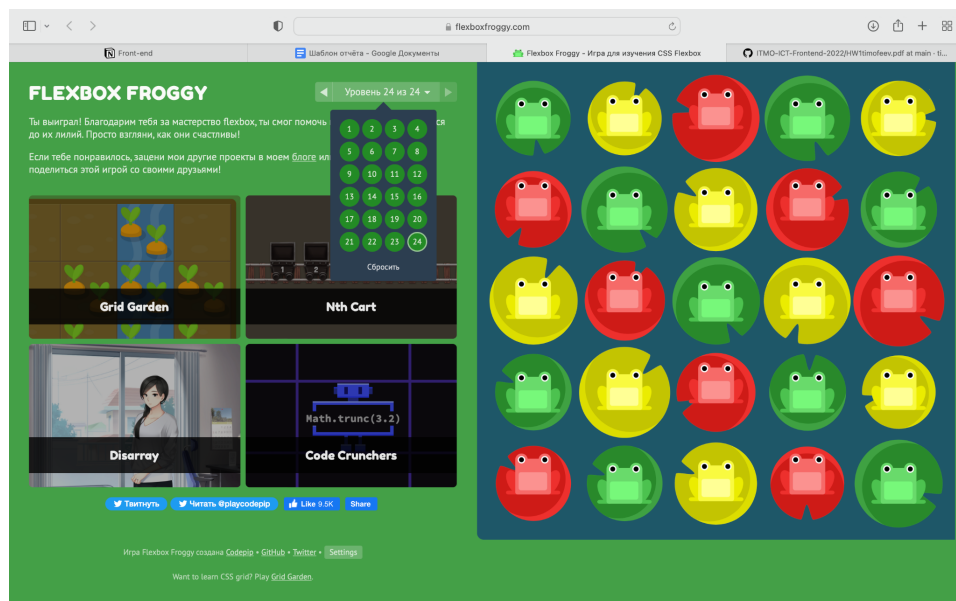 flexboxfroggy.com
Front-end
Шаблон отчёта - Google Документы
Flexbox Froggy - Игра для изучения CSS Flexbox
ITMO-ICT-Frontend-2022/HW1timofeev.pdf at main · ti...
FLEXBOX FROGGY
Уровень 24 из 24
Ты выиграл! Благодарим тебя за мастерство flexbox, ты смог помочь
ся
до их лилий. Просто взгляни, как они счастливы!
Если тебе понравилось, зацени мои другие проекты в моем блоге или
поделиться этой игрой со своими друзьями!
1 2 3 4
5 6 7 8
9 10 11 12
13 14 15 16
17 18 19 20
21 22 23 24
Сбросить
1 2
Grid Garden
Nth Cart
Math.trunc(3.2)
Disarray
Code Crunchers
Твитнуть
Читать @playcodepip
Like 9.5K
Share
Игра Flexbox Froggy создана Codepip • GitHub • Twitter • Settings
Want to learn CSS grid? Play Grid Garden.